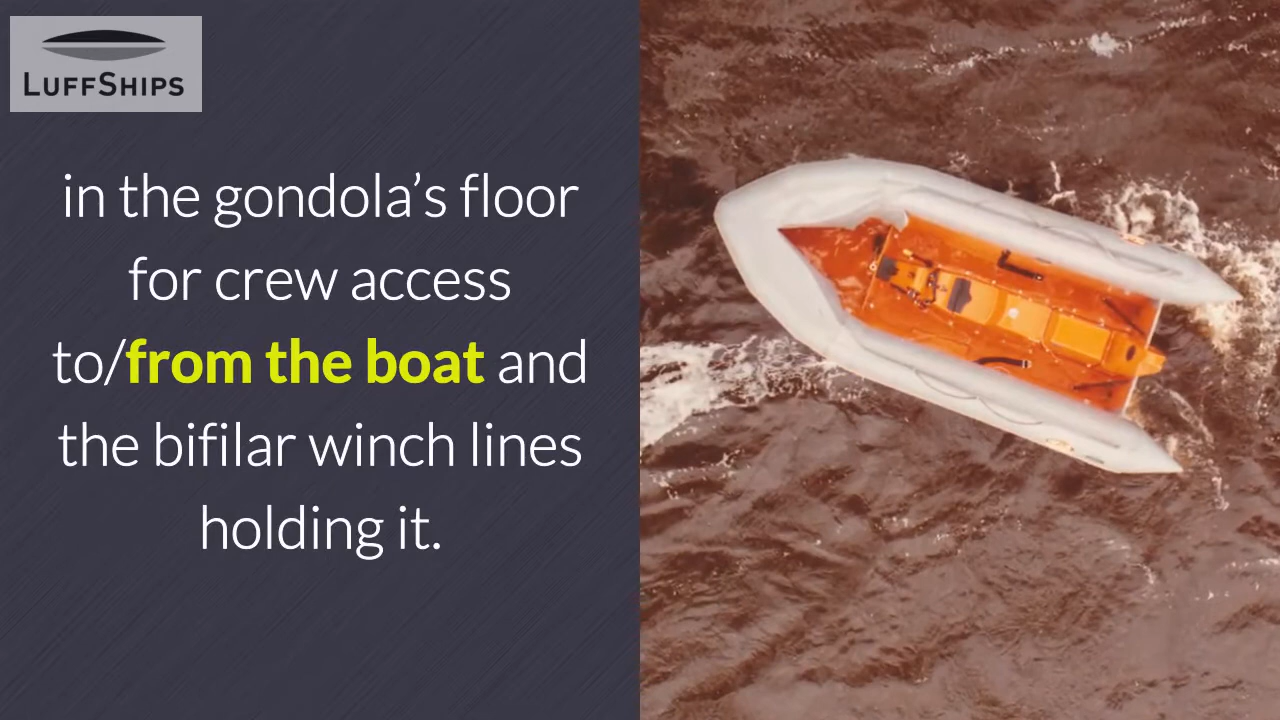 LUFFSHIPS
in the gondola’s floor
for crew access
to/from the boat and
the bifilar winch lines
holding it.